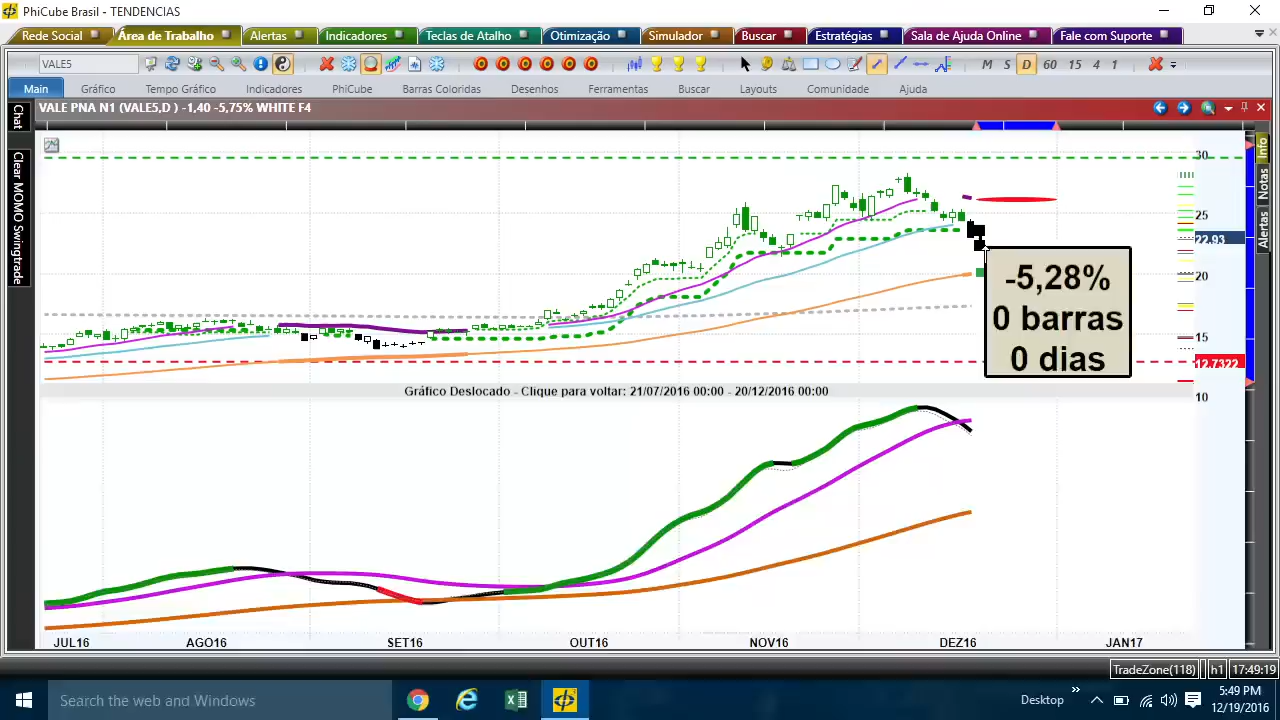 PhiCube Brasil - TENDENCIAS
Rede Social
Área de Trabalho
Alertas
Indicadores
Teclas de Atalho
Otimização
Simulador
Buscar
Estratégias
Sala de Ajuda Online
Fale com Suporte
VALE5
M S D 60 15 4 1
Main
Gráfico
Tempo Gráfico
Indicadores
PhiCube
Barras Coloridas
Desenhos
Ferramentas
Buscar
Layouts
Comunidade
Ajuda
VALE PNA N1 (VALE5,D ) -1,40 -5,75% WHITE F4
Chat
Clear MOMO Swingtrade
Info
Notas
Alertas
30
25
22.93
20
15
12.7322
10
-5,28%
0 barras
0 dias
Gráfico Deslocado - Clique para voltar: 21/07/2016 00:00 - 20/12/2016 00:00
JUL16
AGO16
SET16
OUT16
NOV16
DEZ16
JAN17
TradeZone(118)
h1
17:49:19
Search the web and Windows
Desktop
5:49 PM
12/19/2016